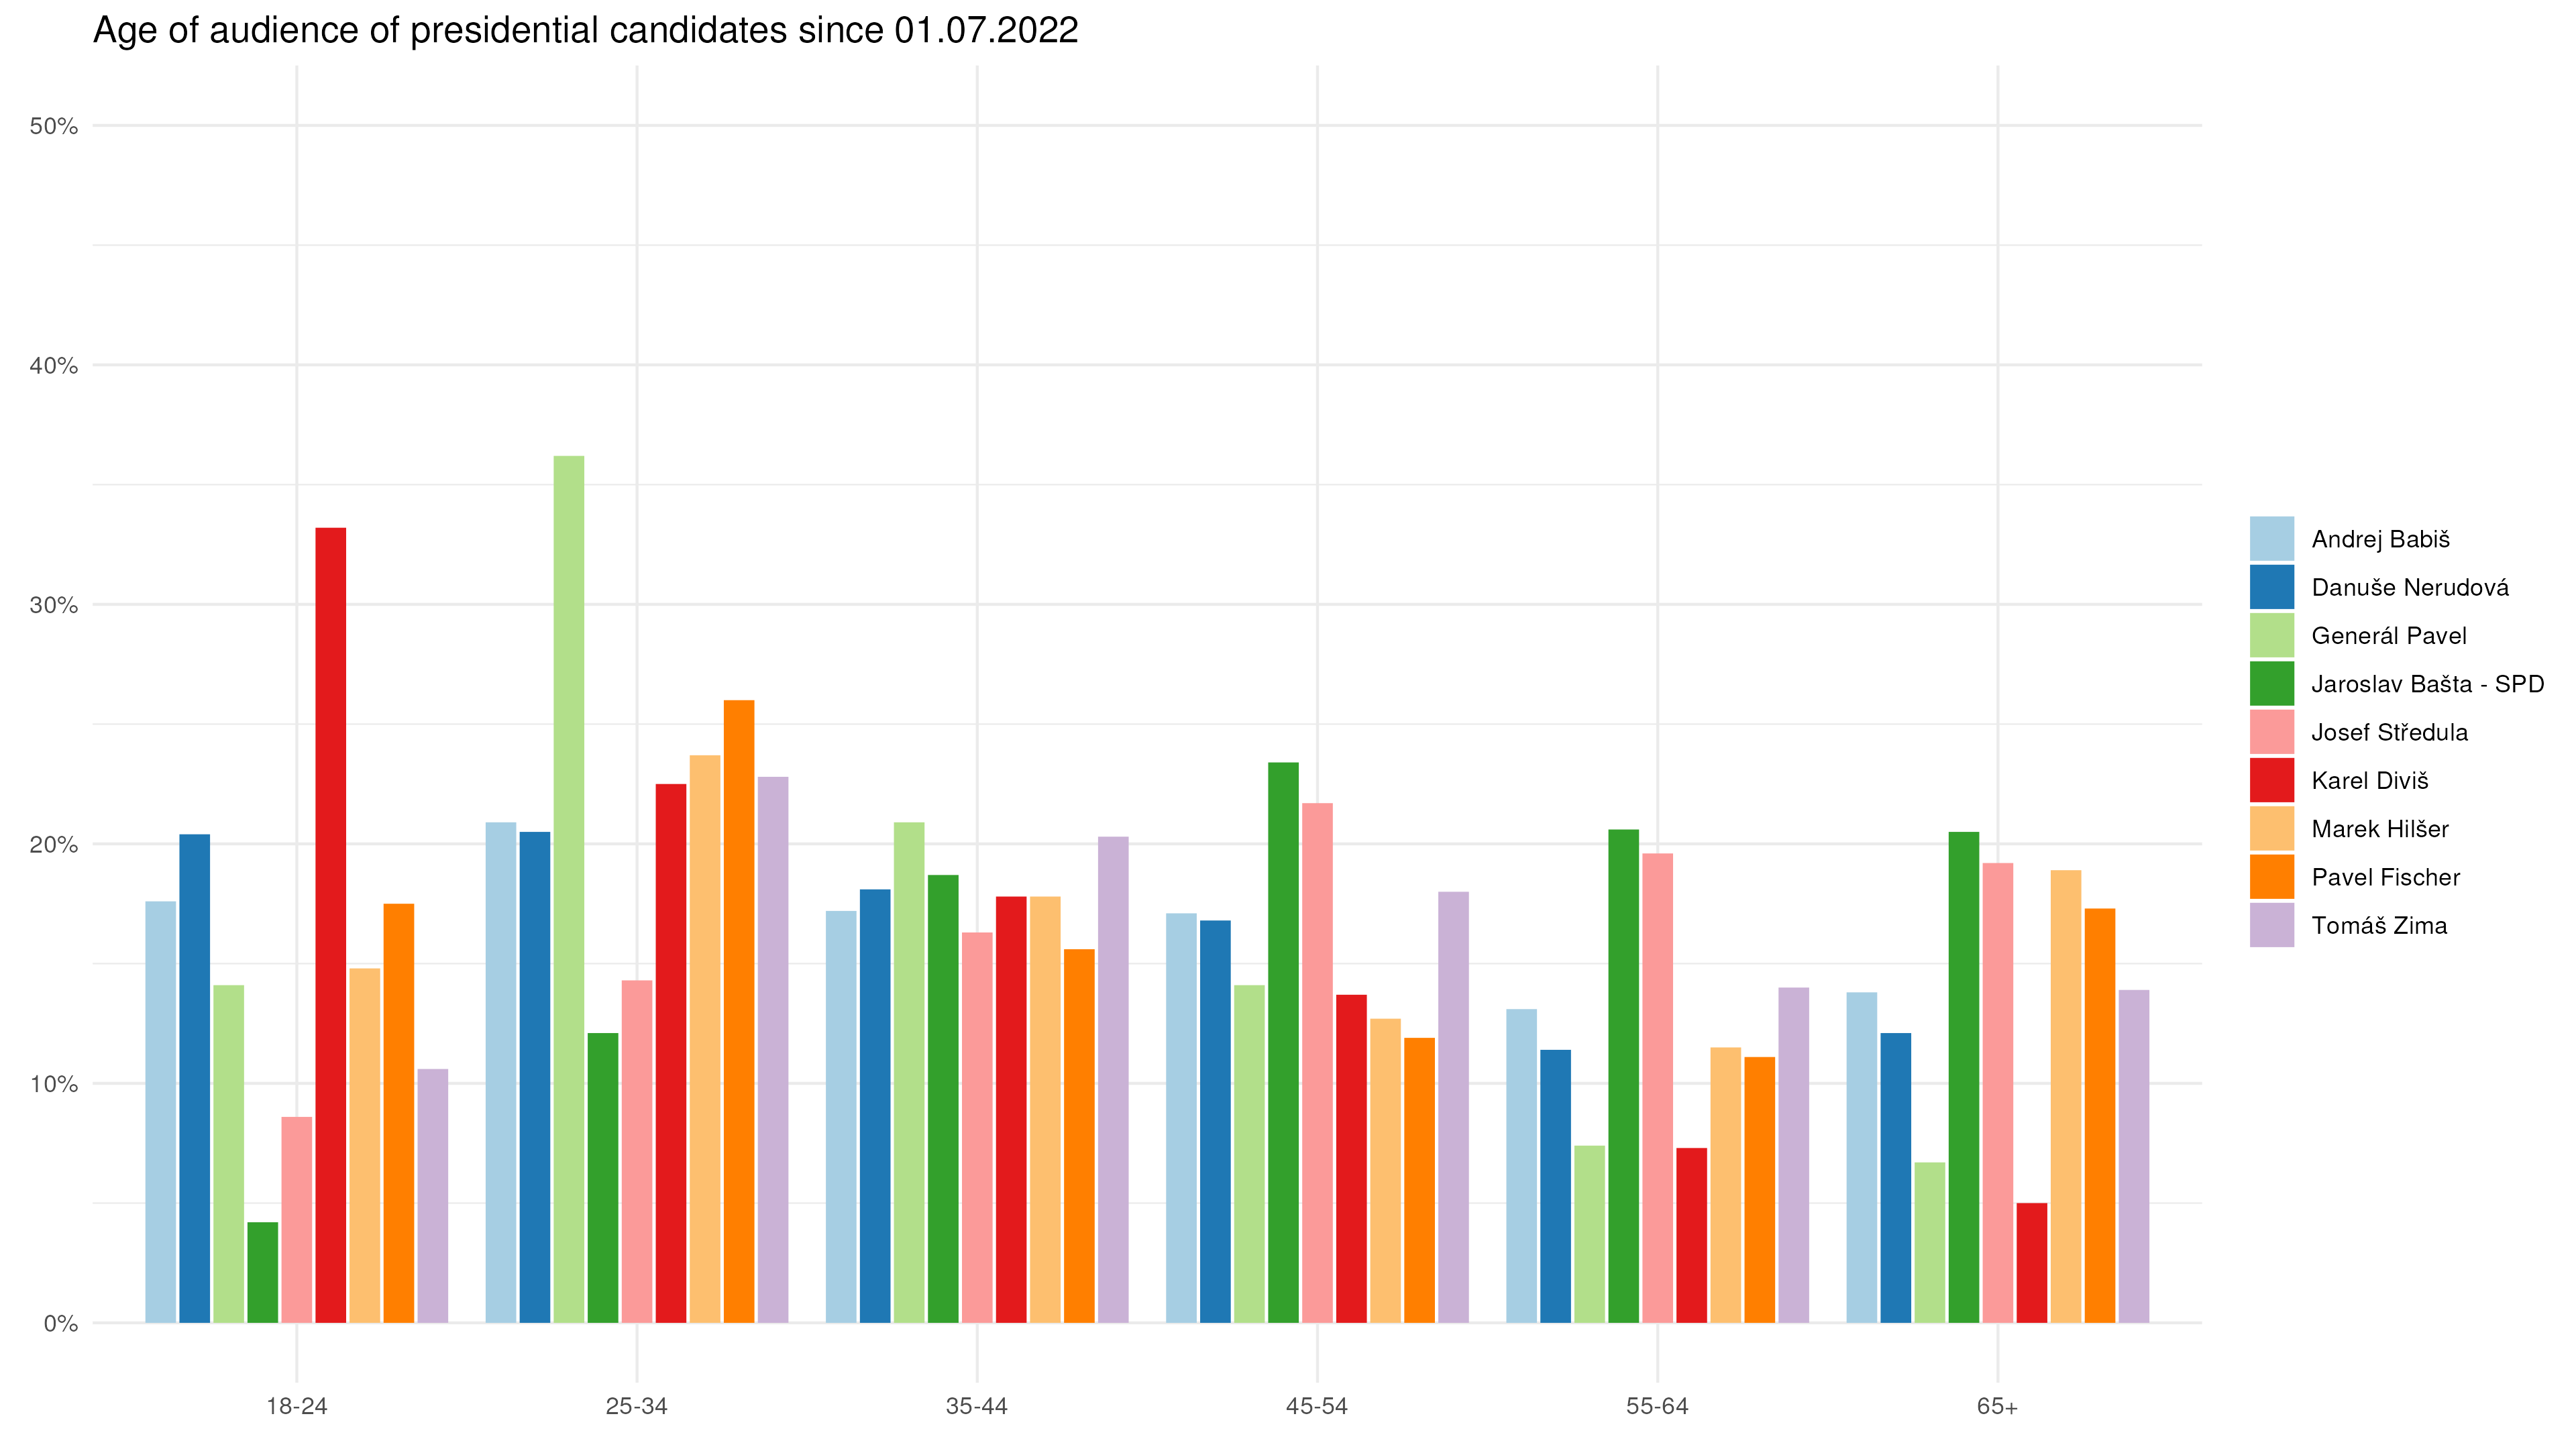 Age of audience of presidential candidates since 01.07.2022
50%
40%
30%
20%
10%
0%
18-24
25-34
35-44
45-54
55-64
65+
Andrej Babiš
Danuše Nerudová
Generál Pavel
Jaroslav Bašta - SPD
Josef Středula
Karel Diviš
Marek Hilšer
Pavel Fischer
Tomáš Zima